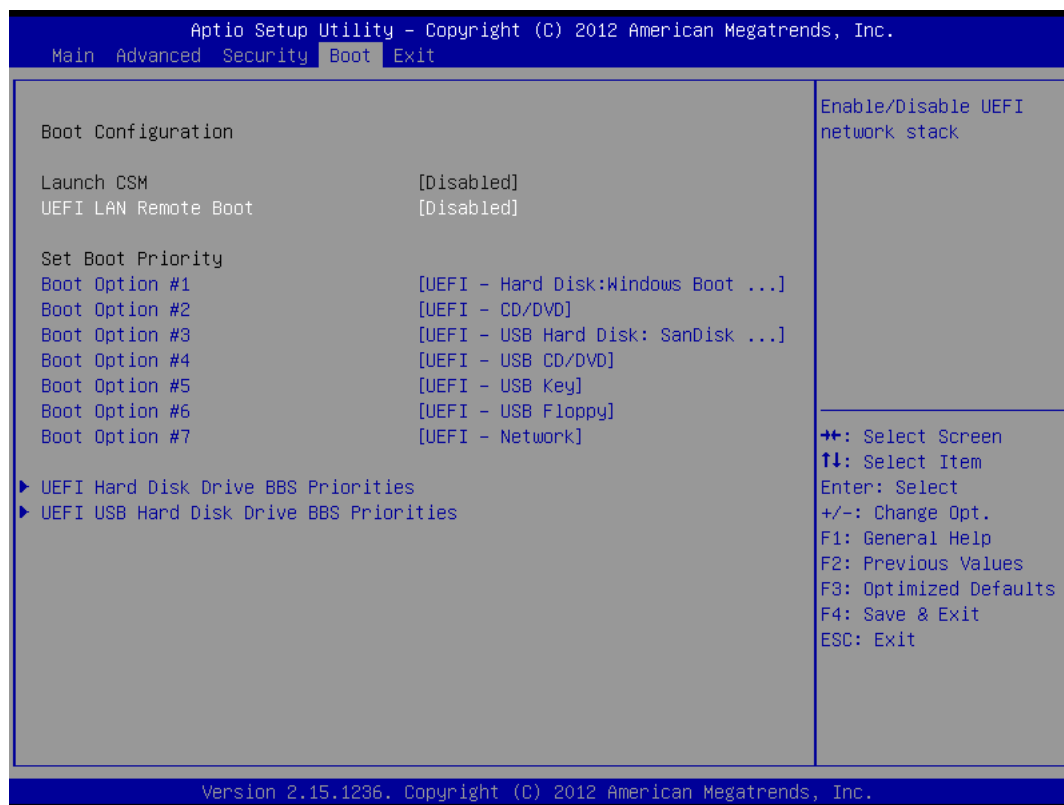 Aptio Setup Utility – Copyright (C) 2012 American Megatrends, Inc.
Main Advanced Security Boot Exit
Boot Configuration
Launch CSM [Disabled]
UEFI LAN Remote Boot [Disabled]
Set Boot Priority
Boot Option #1 [UEFI - Hard Disk:Windows Boot ...]
Boot Option #2 [UEFI - CD/DVD]
Boot Option #3 [UEFI - USB Hard Disk: SanDisk ...]
Boot Option #4 [UEFI - USB CD/DVD]
Boot Option #5 [UEFI - USB Key]
Boot Option #6 [UEFI - USB Floppy]
Boot Option #7 [UEFI - Network]
▶ UEFI Hard Disk Drive BBS Priorities
▶ UEFI USB Hard Disk Drive BBS Priorities
Enable/Disable UEFI
network stack
→←: Select Screen
↑↓: Select Item
Enter: Select
+/-: Change Opt.
F1: General Help
F2: Previous Values
F3: Optimized Defaults
F4: Save & Exit
ESC: Exit
Version 2.15.1236. Copyright (C) 2012 American Megatrends, Inc.